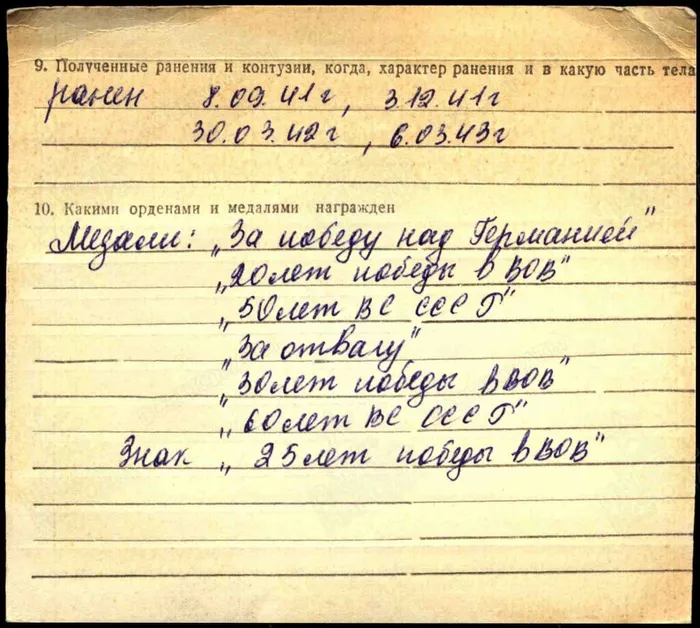 9. Полученные ранения и контузии, когда, характер ранения и в какую часть тела
ранен 8.09.41г, 3.12.41г
30.03.42г, 6.03.43г
10. Какими орденами и медалями награжден
Медали: „За победу над Германией"
„20лет победы в ВОВ"
„50лет ВС СССР"
„За отвагу"
„30лет победы в ВОВ"
„60лет ВС СССР"
Знак „25лет победы в ВОВ"